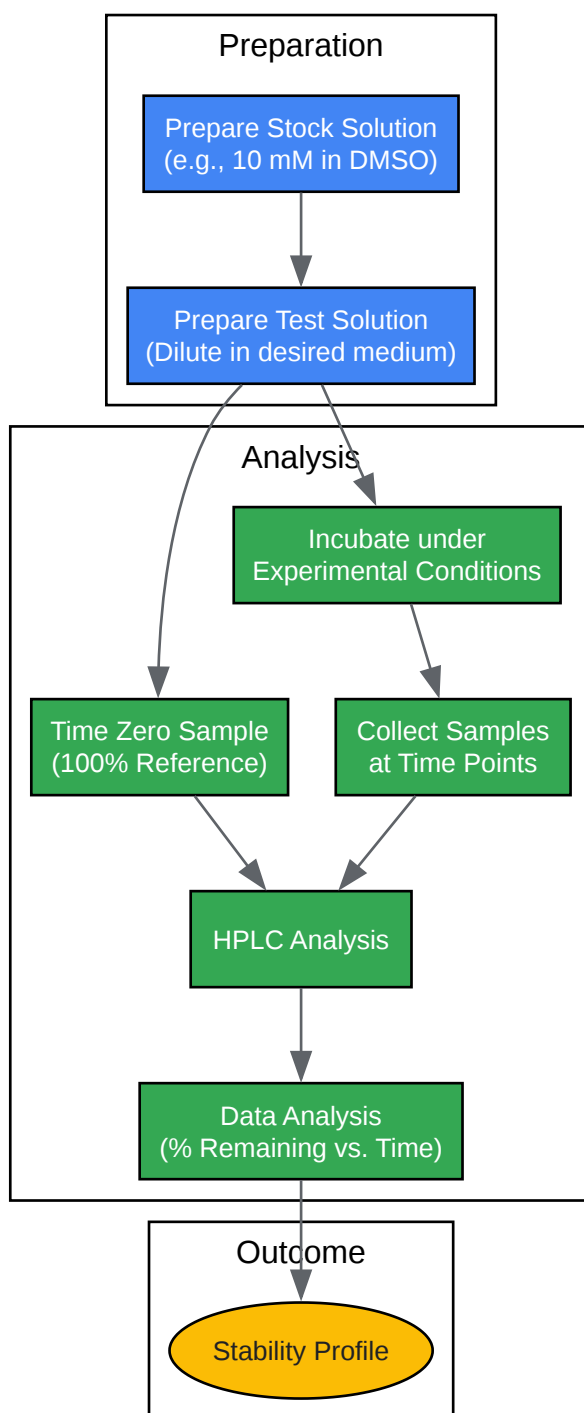 Preparation
Prepare Stock Solution
(e.g., 10 mM in DMSO)
Prepare Test Solution
(Dilute in desired medium)
Analysis
Incubate under
Experimental Conditions
Time Zero Sample
(100% Reference)
Collect Samples
at Time Points
HPLC Analysis
Data Analysis
(% Remaining vs. Time)
Outcome
Stability Profile